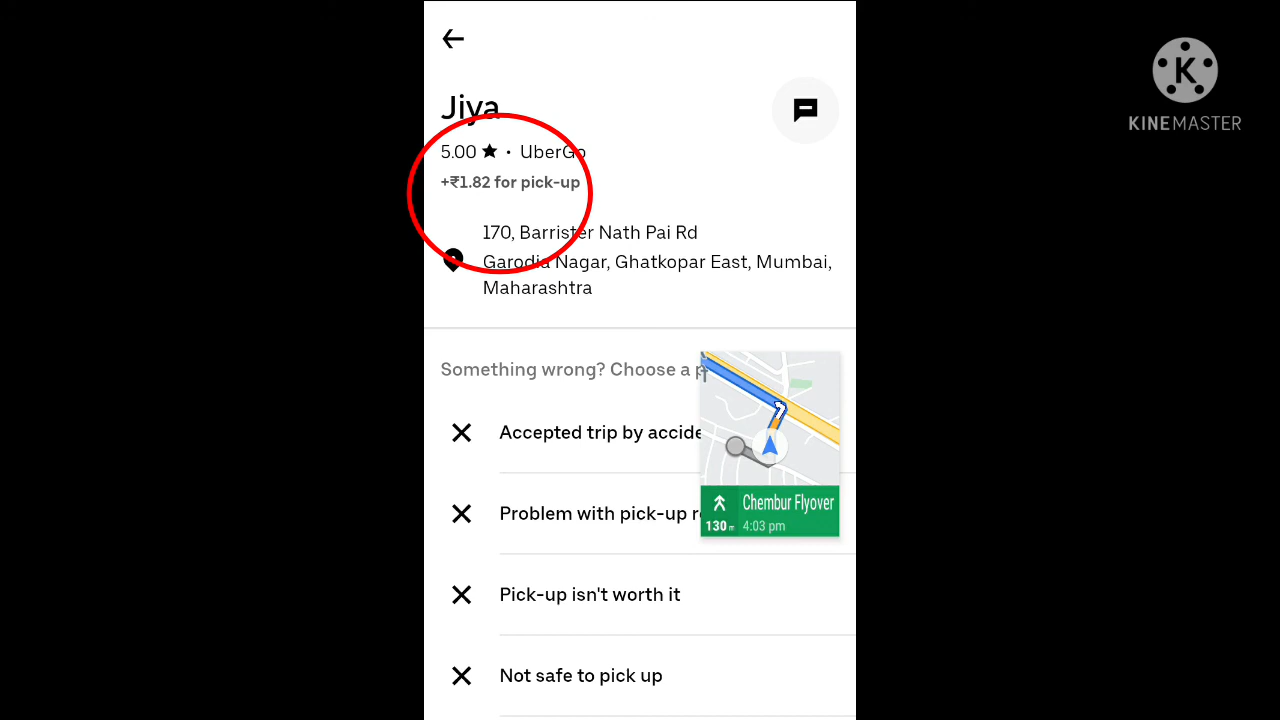 Jiya
5.00 ★ • UberGo
+₹1.82 for pick-up
170, Barrister Nath Pai Rd
Garodia Nagar, Ghatkopar East, Mumbai,
Maharashtra
Something wrong? Choose a
Accepted trip by accide
Problem with pick-up r
Chembur Flyover
130 m 4:03 pm
Pick-up isn't worth it
Not safe to pick up
K
KINEMASTER